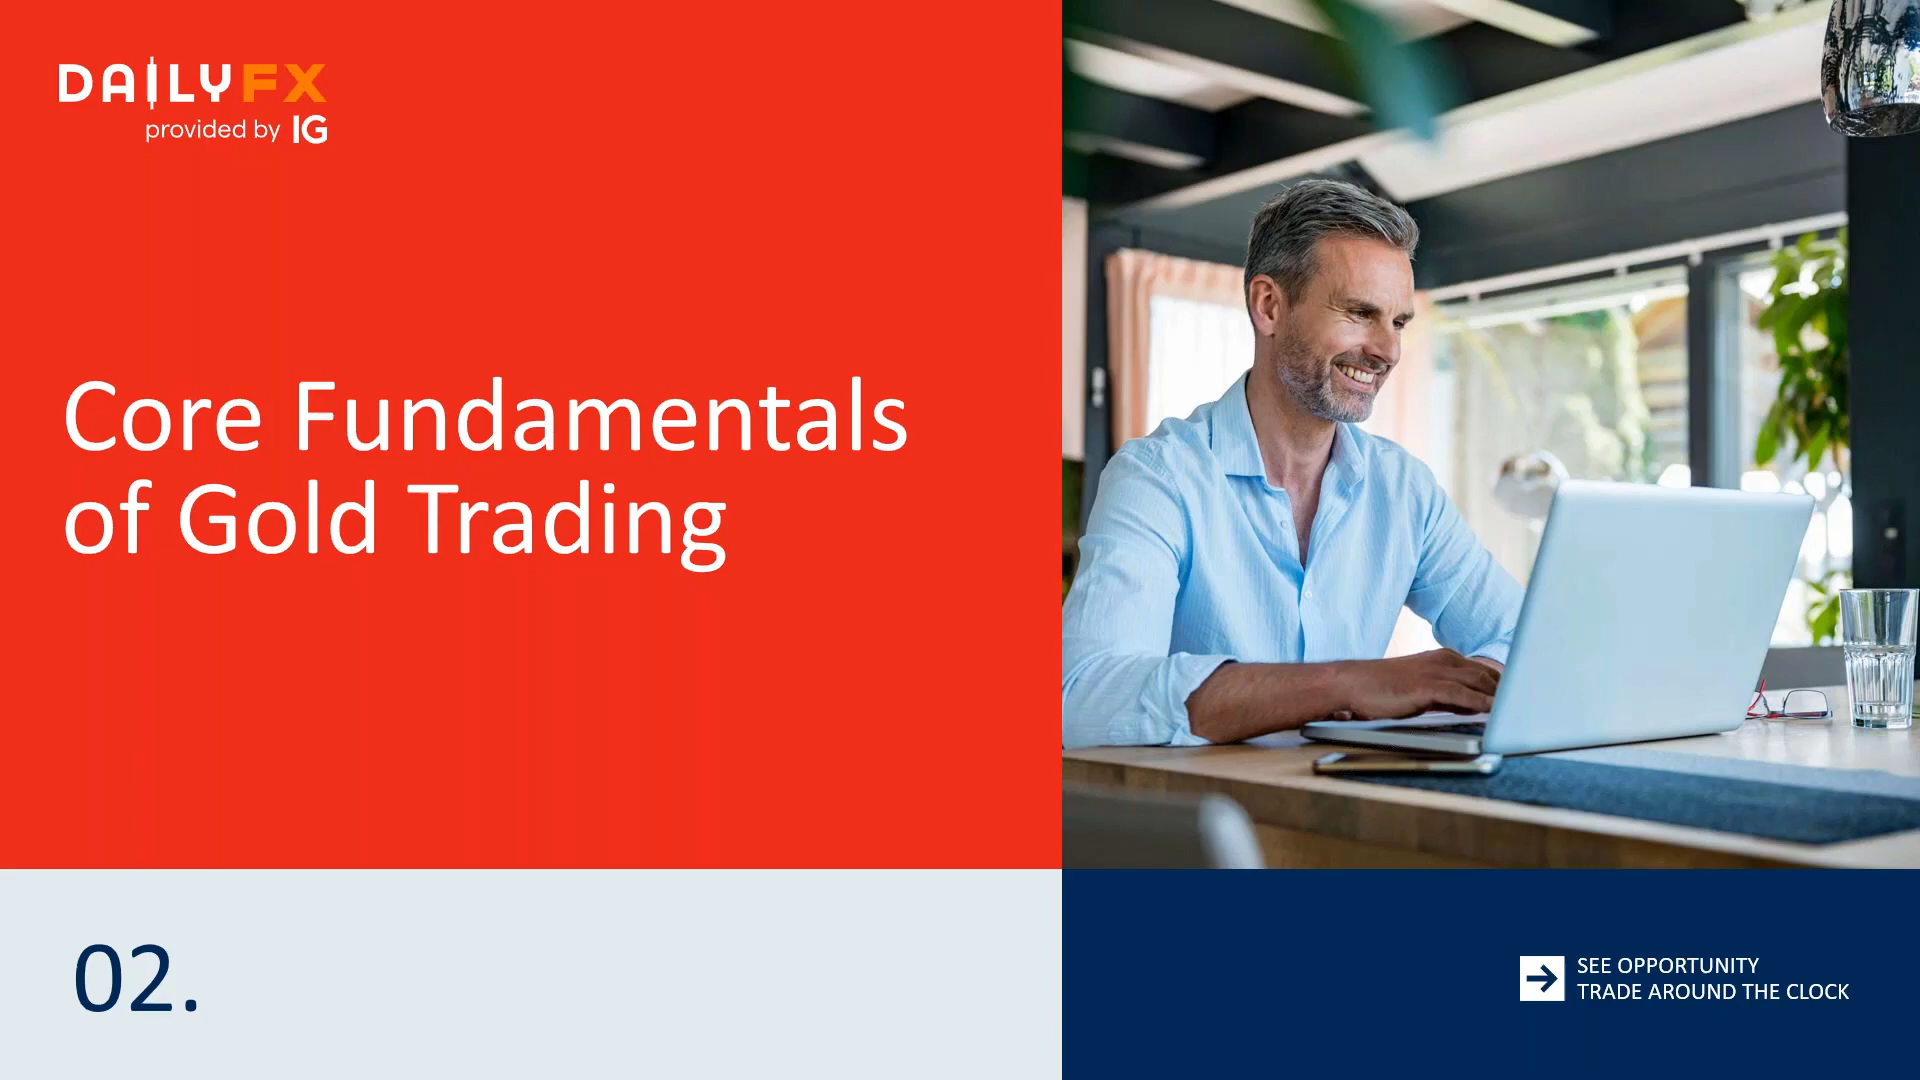 DAILYFX
provided by IG
Core Fundamentals
of Gold Trading
02.
SEE OPPORTUNITY
TRADE AROUND THE CLOCK